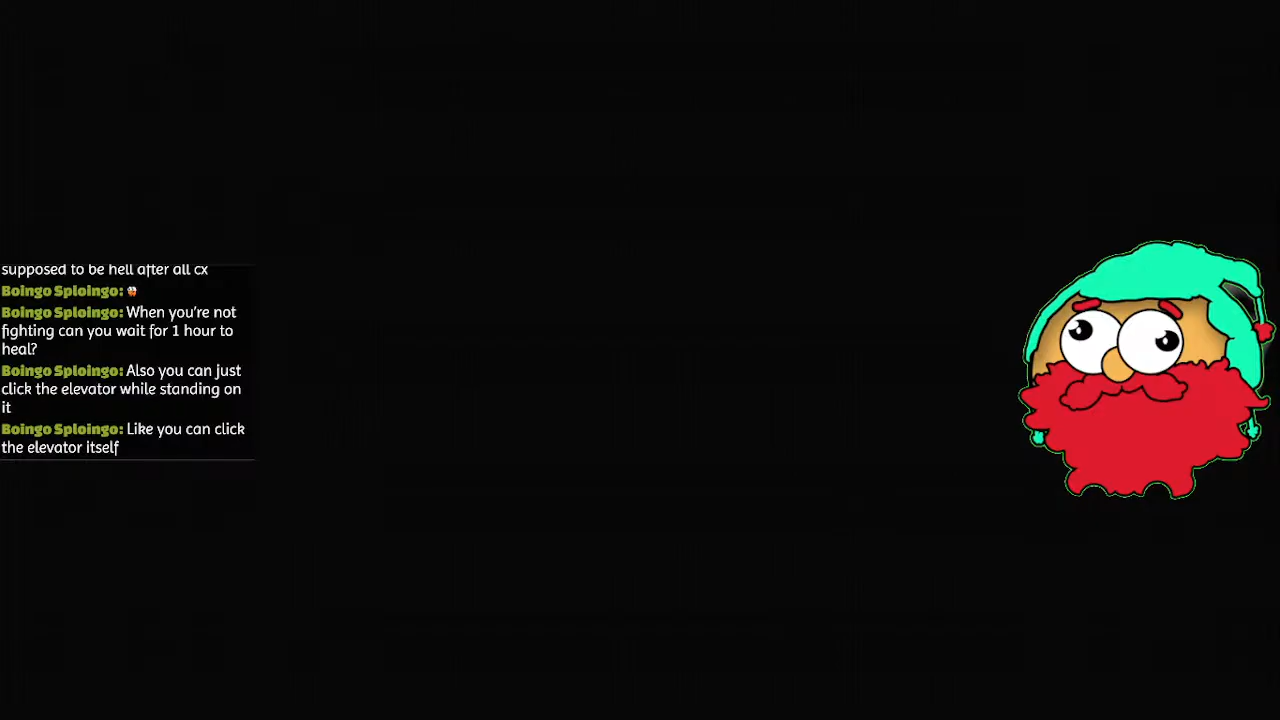 supposed to be hell after all cx
Boingo Sploingo:
Boingo Sploingo: When you're not
fighting can you wait for 1 hour to
heal?
Boingo Sploingo: Also you can just
click the elevator while standing on
it
Boingo Sploingo: Like you can click
the elevator itself